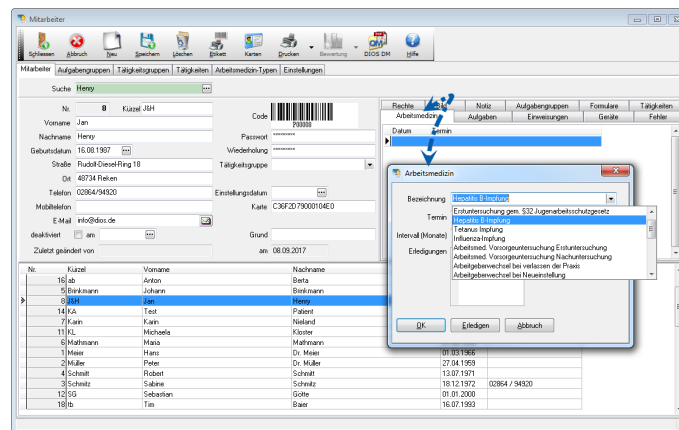 Mitarbeiter
Schliessen Abbruch Neu Speichern Löschen Etikett Karten Drucken Bewertung DIOS DM Hilfe
Mitarbeiter Aufgabengruppen Tätigkeitsgruppen Tätigkeiten Arbeitsmedizin-Typen Einstellungen
Suche Henry
Nr. 8 Kürzel J&H
Vorname Jan
Nachname Henry
Geburtsdatum 16.08.1987
Straße Rudolf-Diesel-Ring 18
Ort 48734 Reken
Telefon 02864/94920
Mobiltelefon
E-Mail info@dios.de
deaktiviert am
Zuletzt geändert von
Code
200008
Passwort ********
Wiederholung ********
Tätigkeitsgruppe
Einstellungsdatum
Karte C36F2D79000104E0
Grund
am 08.09.2017
Rechte Bild Notiz Aufgabengruppen Formulare Tätigkeiten
Arbeitsmedizin Aufgaben Einweisungen Geräte Fehler
Datum Termin
Arbeitsmedizin
Bezeichnung Hepatitis B-Impfung
Termin
Intervall (Monate)
Erledigungen
Erstuntersuchung gem. §32 Jugenarbeitsschutzgesetz
Hepatitis B-Impfung
Tetanus Impfung
Influenza-Impfung
Arbeitsmed. Vorsorgeuntersuchung Erstuntersuchung
Arbeitsmed. Vorsorgeuntersuchung Nachuntersuchung
Arbeitgeberwechsel bei verlassen der Praxis
Arbeitgeberwechsel bei Neueinstellung
OK Erledigen Abbruch
Nr. Kürzel Vorname Nachname
16 ab Anton Berta
5 Brinkmann Johann Brinkmann
8 J&H Jan Henry
14 KA Test Patient
7 Karin Karin Nieland
11 KL Michaela Kloster
6 Mathmann Maria Mathmann
1 Meier Hans Dr. Meier 01.03.1966
2 Müller Peter Dr. Müller 27.04.1959
4 Schmitt Robert Schmitt 13.07.1971
3 Schmitz Sabine Schmitz 18.12.1972 02864 / 94920
12 SG Sebastian Götte 01.01.2000
18 tb Tim Baier 16.07.1993